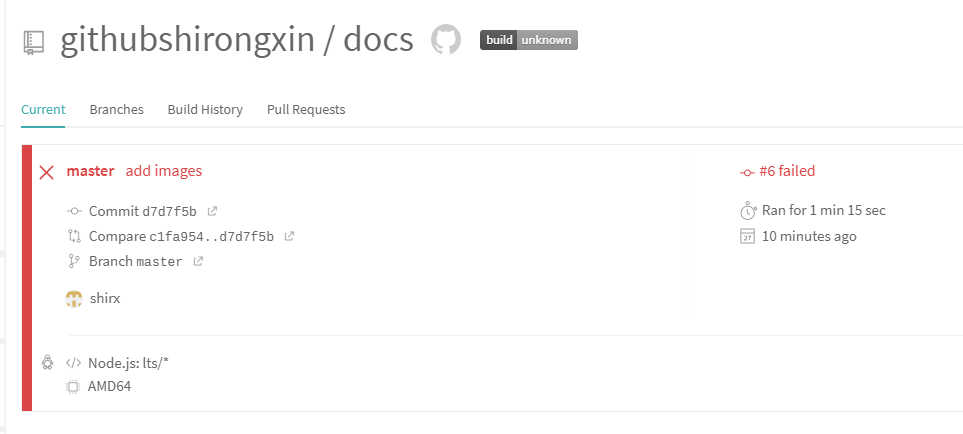 githubshirongxin / docs build unknown
Current Branches Build History Pull Requests
master add images #6 failed
Commit d7d7f5b Ran for 1 min 15 sec
Compare c1fa954..d7d7f5b 10 minutes ago
Branch master
shirx
Node.js: lts/*
AMD64